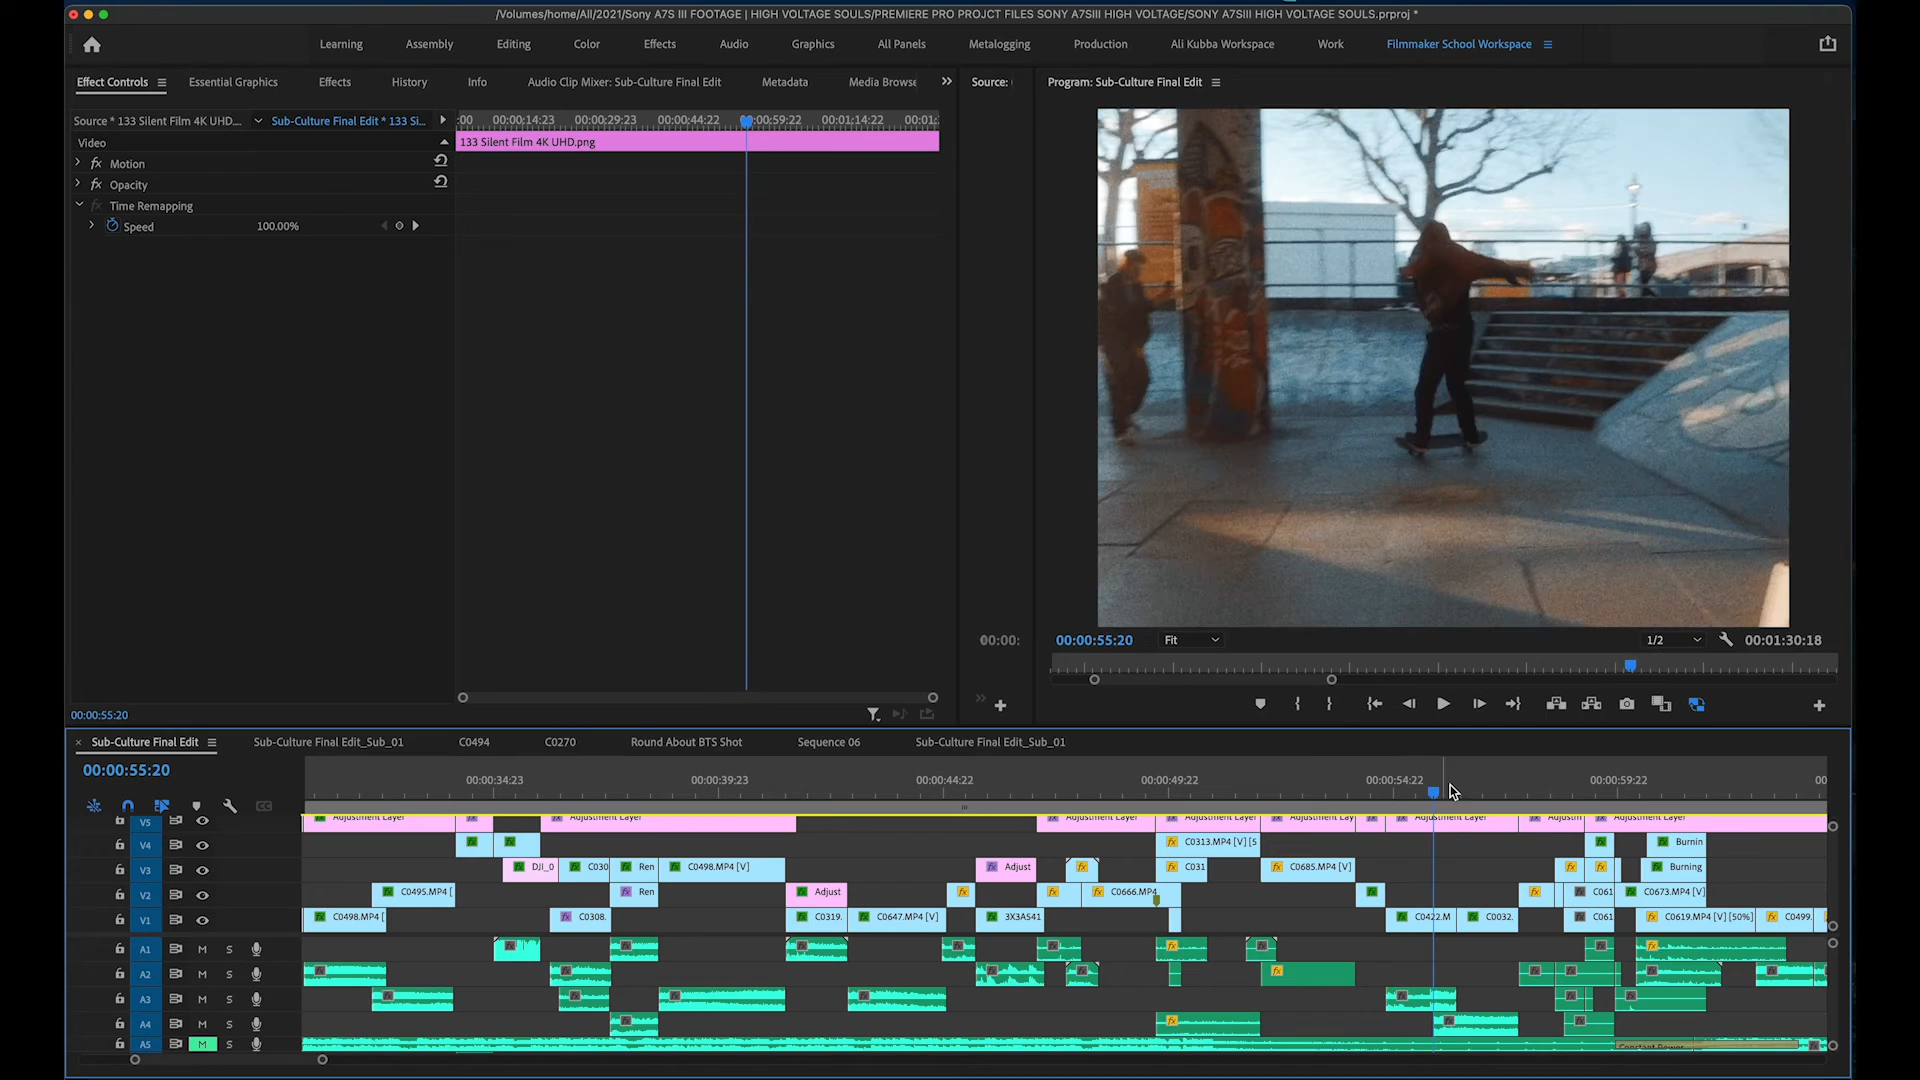 /Volumes/home/All/2021/Sony A7S III FOOTAGE | HIGH VOLTAGE SOULS/PREMIERE PRO PROJCT FILES SONY A7SIII HIGH VOLTAGE/SONY A7SIII HIGH VOLTAGE SOULS.prproj *
Learning Assembly Editing Color Effects Audio Graphics All Panels Metalogging Production Ali Kubba Workspace Work Filmmaker School Workspace
Effect Controls Essential Graphics Effects History Info Audio Clip Mixer: Sub-Culture Final Edit Metadata Media Browse Source: Program: Sub-Culture Final Edit
Source * 133 Silent Film 4K UHD.... Sub-Culture Final Edit * 133 Si... :00 00:00:14:23 00:00:29:23 00:00:44:22 00:00:59:22 00:01:14:22 00:01:
Video 133 Silent Film 4K UHD.png
fx Motion
fx Opacity
fx Time Remapping
Speed 100.00%
00:00: 00:00:55:20 Fit 1/2 00:01:30:18
00:00:55:20
Sub-Culture Final Edit Sub-Culture Final Edit_Sub_01 C0494 C0270 Round About BTS Shot Sequence 06 Sub-Culture Final Edit_Sub_01
00:00:55:20 00:00:34:23 00:00:39:23 00:00:44:22 00:00:49:22 00:00:54:22 00:00:59:22 00
V5 Adjustment Layer Adjustment Layer Adjustment Layer Adjustment Lay Adjustment Layer Adjustm Adjustment Layer
V4 C0313.MP4 [V] [5 Burnin
V3 DJI_0 C030 Ren C0498.MP4 [V] Adjust C031 C0685.MP4 [V] Burning
V2 C0495.MP4 [ Ren Adjust C0666.MP4 C061 C0673.MP4 [V]
V1 C0498.MP4 [ C0308. C0319. C0647.MP4 [V] 3X3A541 C0422.M C0032. C061 C0619.MP4 [V] [50%] C0499.
A1 M S
A2 M S
A3 M S
A4 M S
A5 M S Constant Power